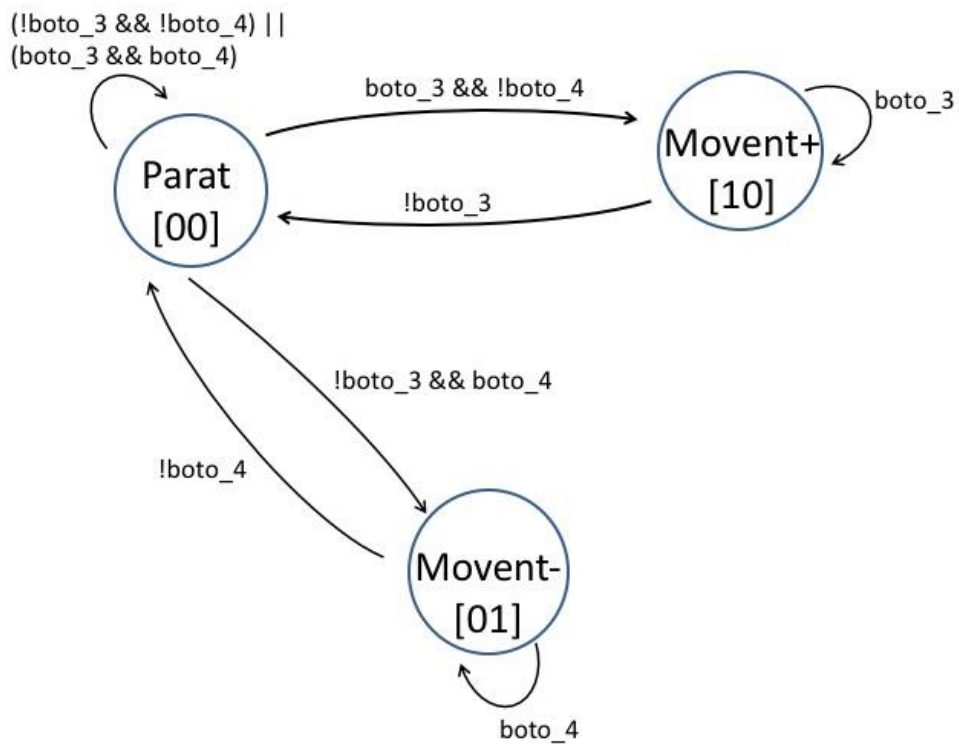 (!boto_3 && !boto_4) ||
(boto_3 && boto_4)
boto_3 && !boto_4
boto_3
Parat
[00]
Movent+
[10]
!boto_3
!boto_3 && boto_4
!boto_4
Movent-
[01]
boto_4